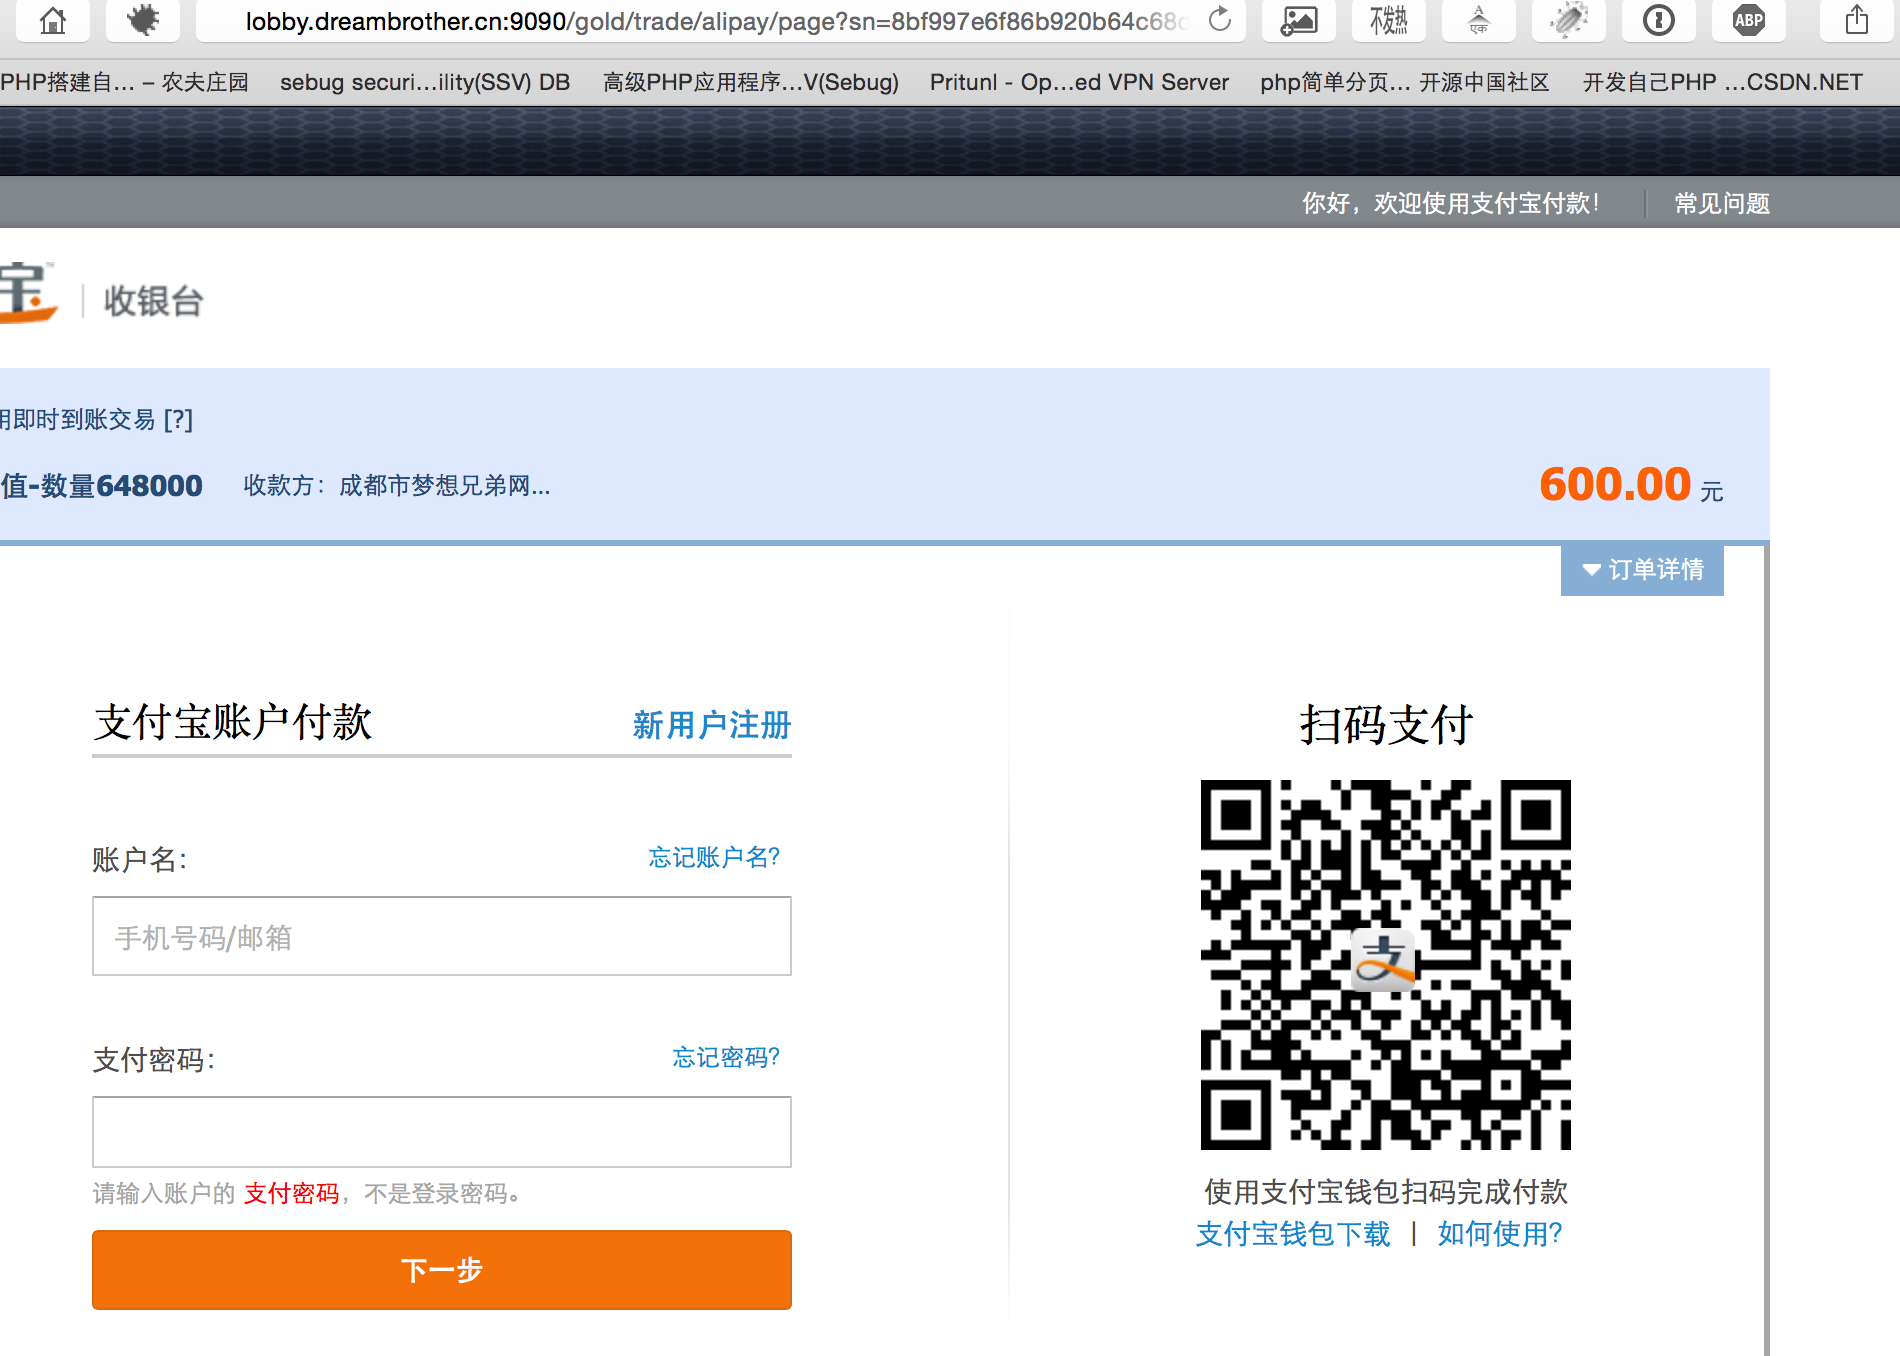 lobby.dreambrother.cn:9090/gold/trade/alipay/page?sn=8bf997e6f86b920b64c68
不发热
A
एक
ABP
PHP搭建自... – 农夫庄园
sebug securi...ility(SSV) DB
高级PHP应用程序...V(Sebug)
Pritunl - Op...ed VPN Server
php简单分页... 开源中国社区
开发自己PHP ...CSDN.NET
你好，欢迎使用支付宝付款！
常见问题
宝
收银台
用即时到账交易 [?]
值-数量648000
收款方：成都市梦想兄弟网...
600.00 元
订单详情
支付宝账户付款
新用户注册
账户名：
忘记账户名?
手机号码/邮箱
支付密码：
忘记密码?
请输入账户的 支付密码，不是登录密码。
下一步
扫码支付
支
使用支付宝钱包扫码完成付款
支付宝钱包下载 | 如何使用?